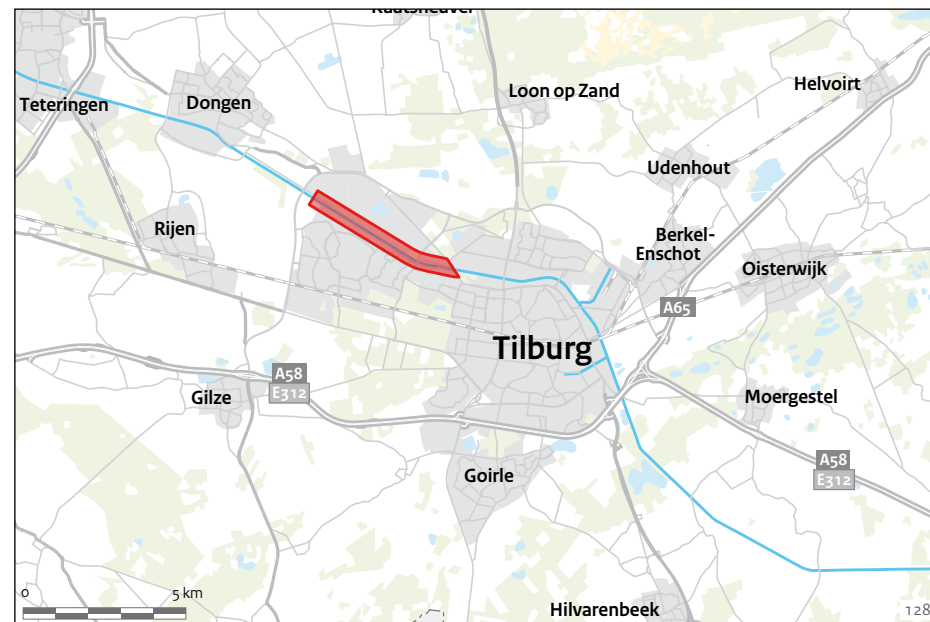 Kaatsheuvel
Teteringen
Dongen
Loon op Zand
Helvoirt
Udenhout
Rijen
Berkel-
Enschot
Oisterwijk
A65
Tilburg
A58
E312
Gilze
Moergestel
A58
E312
Goirle
0 5 km
Hilvarenbeek
128